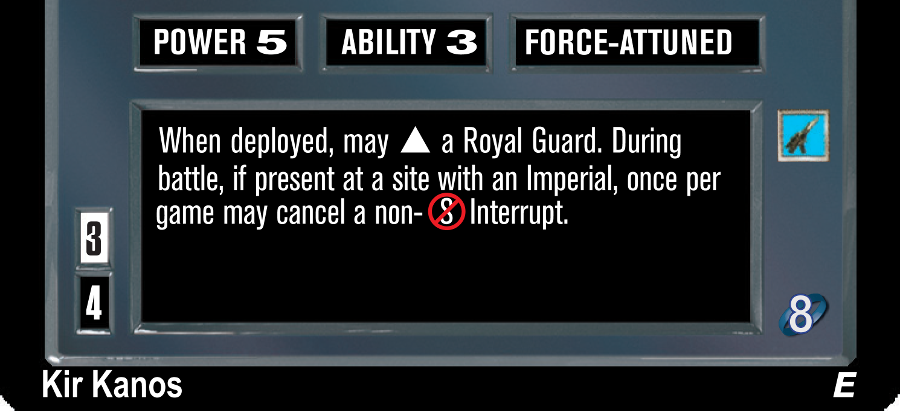 POWER 5 ABILITY 3 FORCE-ATTUNED
When deployed, may ▲ a Royal Guard. During
battle, if present at a site with an Imperial, once per
game may cancel a non- 8 Interrupt.
3
4
8
Kir Kanos E